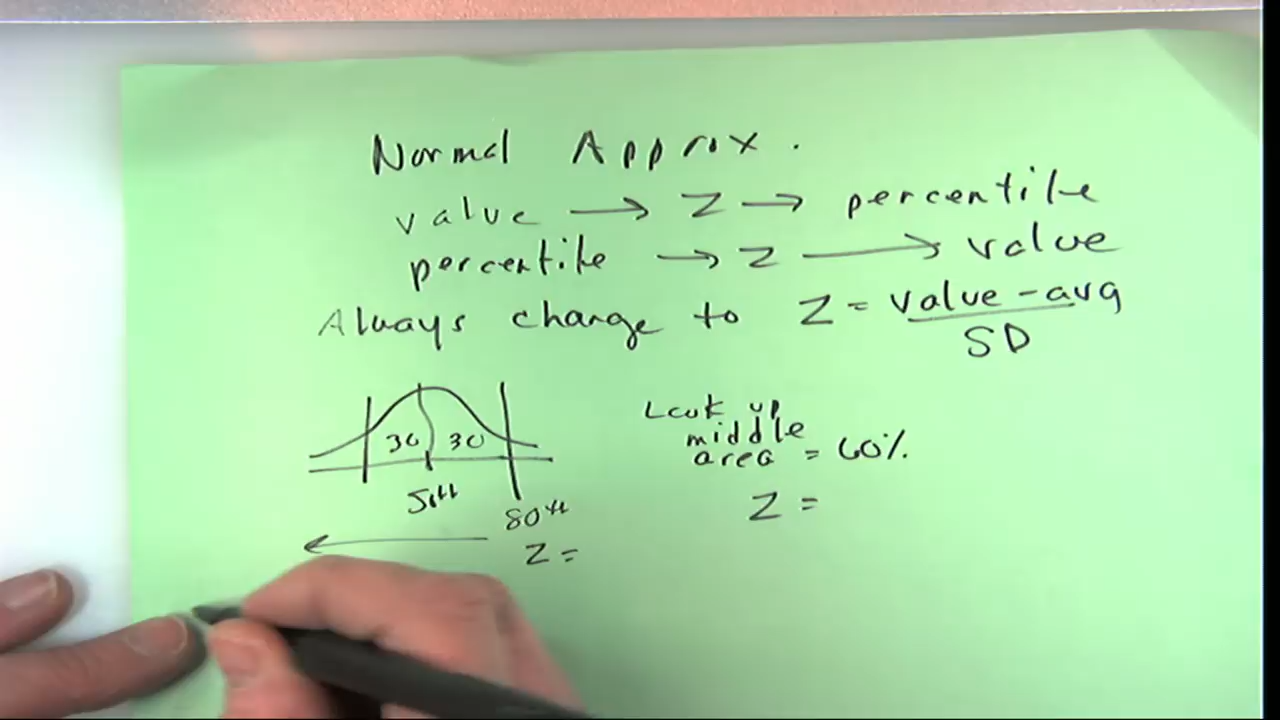 Normal Approx.
value → Z → percentile
percentile → Z → value
Always change to Z = value - avg
SD
30 30
50th
80th
Z =
Look up
middle
area = 60%
Z =